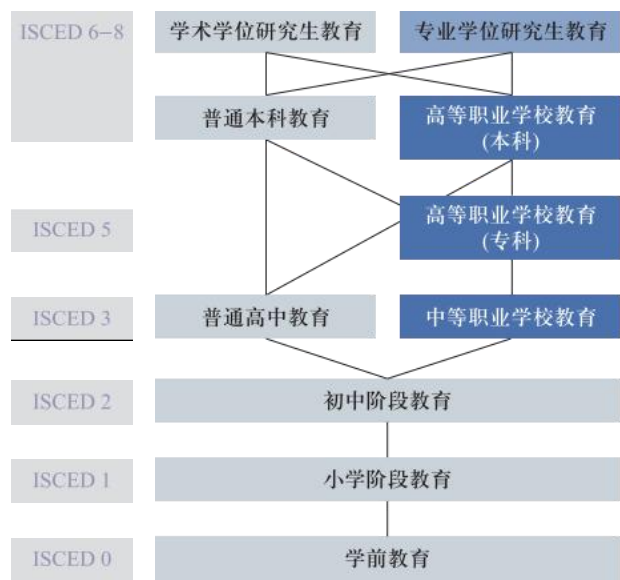 ISCED 6–8
学术学位研究生教育
专业学位研究生教育
普通本科教育
高等职业学校教育
(本科)
ISCED 5
高等职业学校教育
(专科)
ISCED 3
普通高中教育
中等职业学校教育
ISCED 2
初中阶段教育
ISCED 1
小学阶段教育
ISCED 0
学前教育